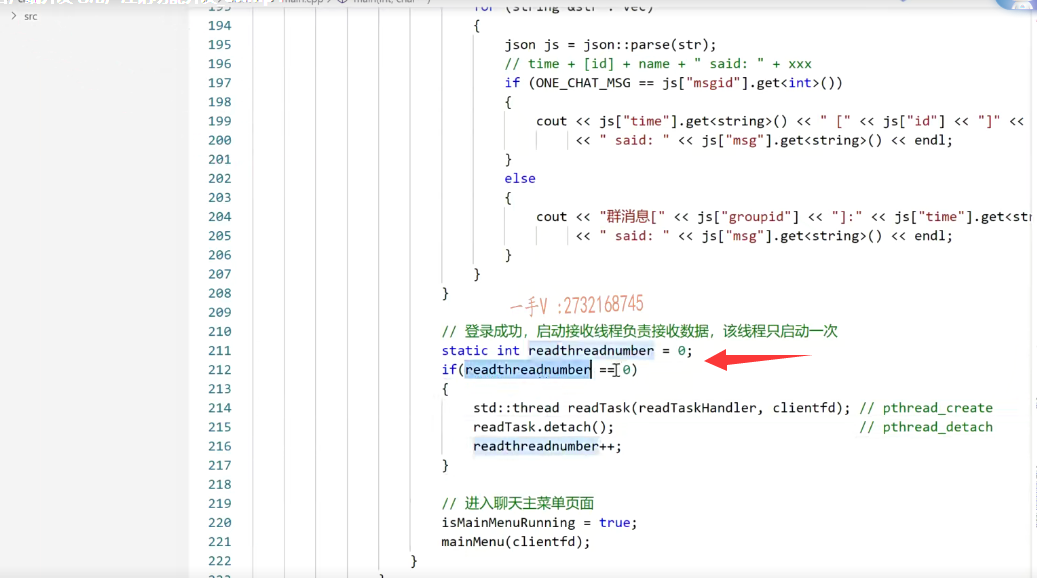 src
194 {
195 json js = json::parse(str);
196 // time + [id] + name + " said: " + xxx
197 if (ONE_CHAT_MSG == js["msgid"].get<int>())
198 {
199 cout << js["time"].get<string>() << " [" << js["id"] << "]" <<
200 << " said: " << js["msg"].get<string>() << endl;
201 }
202 else
203 {
204 cout << "群消息[" << js["groupid"] << "]:" << js["time"].get<str
205 << " said: " << js["msg"].get<string>() << endl;
206 }
207 }
208 }
一手V :2732168745
209
210 // 登录成功，启动接收线程负责接收数据，该线程只启动一次
211 static int readthreadnumber = 0;
212 if(readthreadnumber == 0)
213 {
214 std::thread readTask(readTaskHandler, clientfd); // pthread_create
215 readTask.detach(); // pthread_detach
216 readthreadnumber++;
217 }
218
219 // 进入聊天主菜单页面
220 isMainMenuRunning = true;
221 mainMenu(clientfd);
222 }